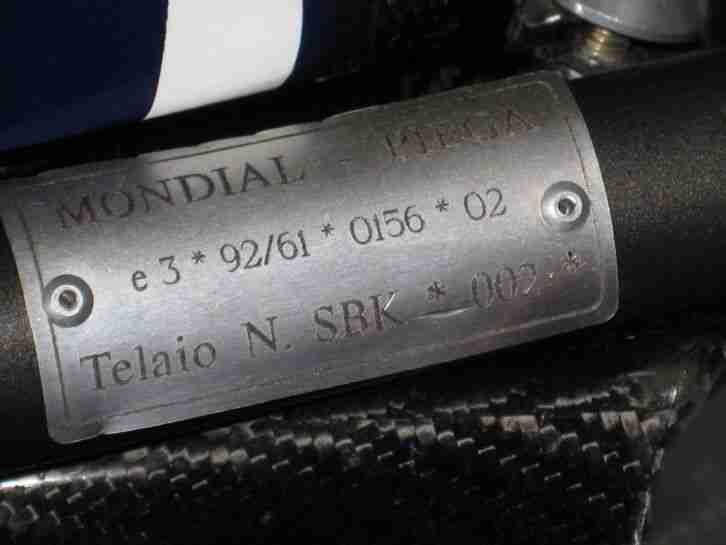 MONDIAL PIEGA
e 3 * 92/61 * 0156 * 02
Telaio N. SBK * 002 *